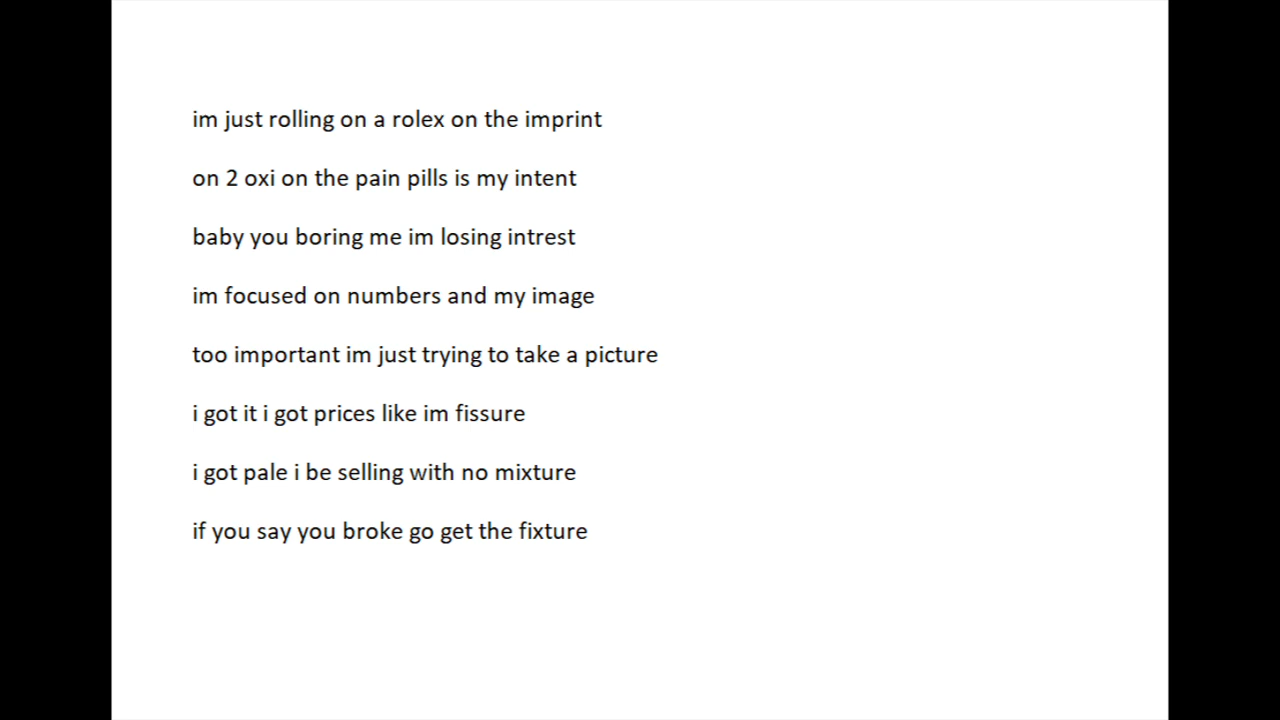 im just rolling on a rolex on the imprint
on 2 oxi on the pain pills is my intent
baby you boring me im losing intrest
im focused on numbers and my image
too important im just trying to take a picture
i got it i got prices like im fissure
i got pale i be selling with no mixture
if you say you broke go get the fixture